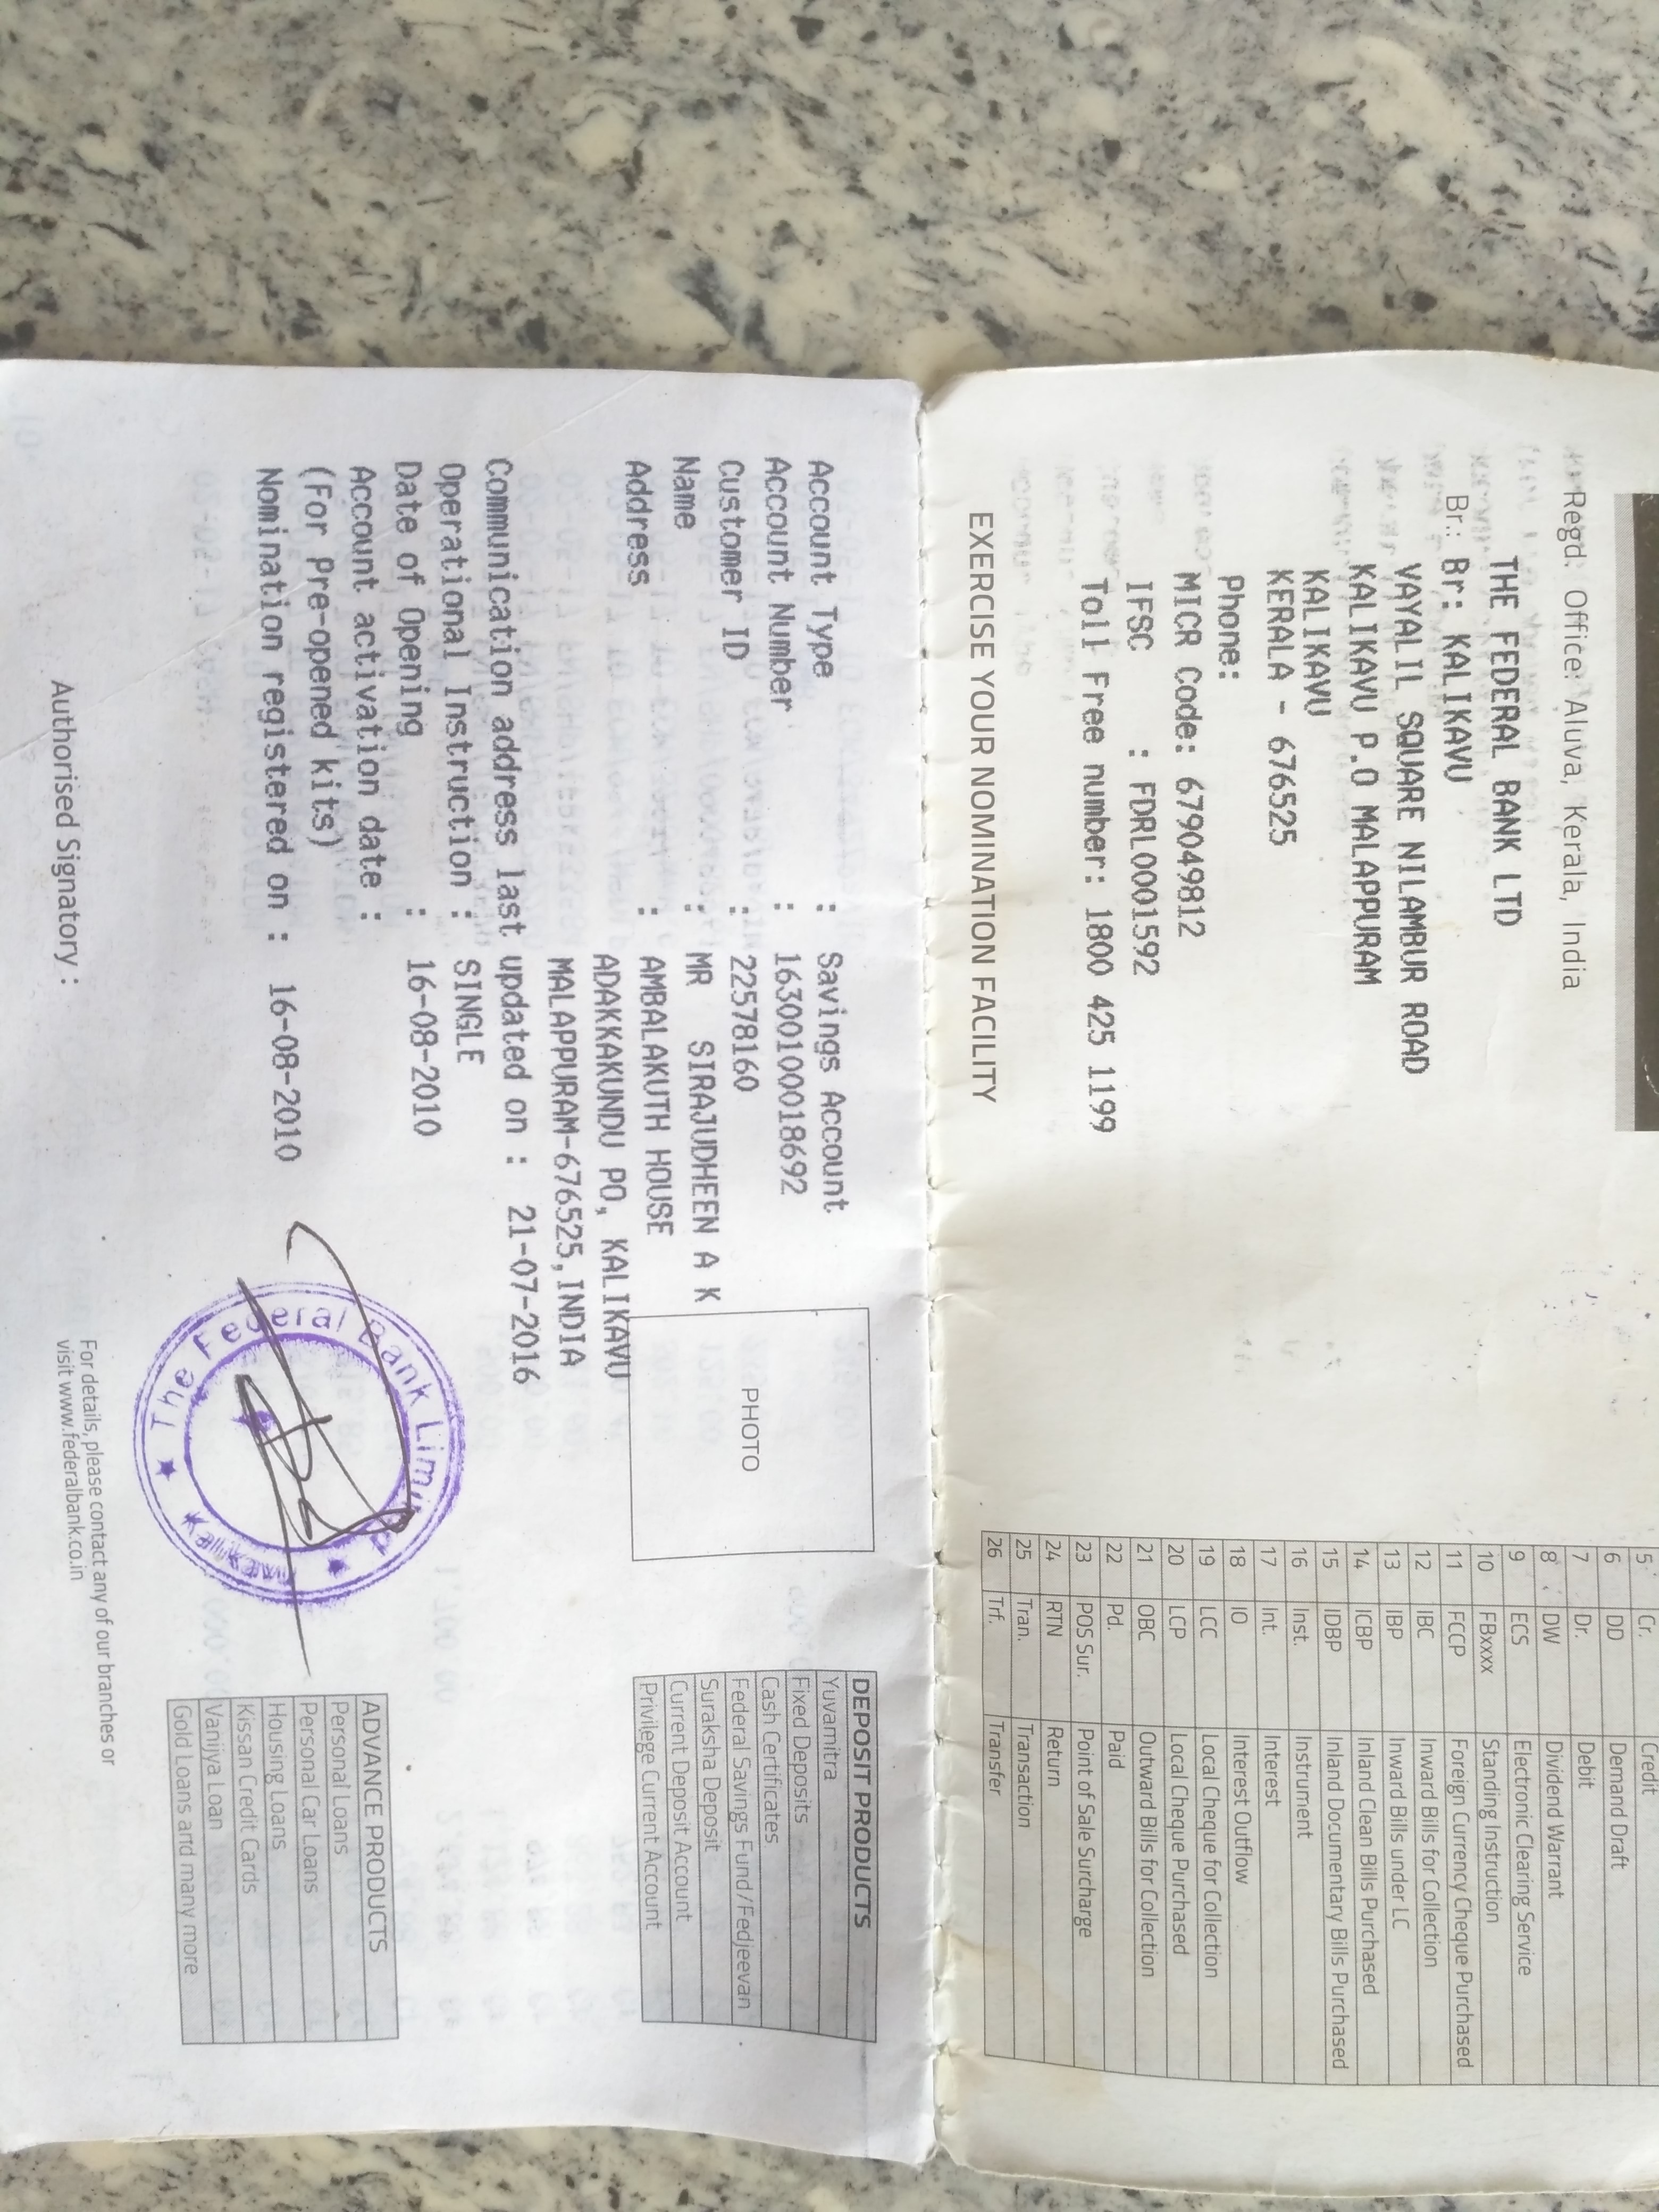 Regd. Office: Aluva, Kerala, India
THE FEDERAL BANK LTD
Br.: Br: KALIKAVU
VAYALIL SQUARE NILAMBUR ROAD
KALIKAVU P.O MALAPPURAM
KALIKAVU
KERALA - 676525
Phone:
MICR Code: 679049812
IFSC : FDRL0001592
Toll Free number: 1800 425 1199
EXERCISE YOUR NOMINATION FACILITY
5 Cr. Credit
6 DD Demand Draft
7 Dr. Debit
8 DW Dividend Warrant
9 ECS Electronic Clearing Service
10 FBxxxx Standing Instruction
11 FCCP Foreign Currency Cheque Purchased
12 IBC Inward Bills for Collection
13 IBP Inward Bills under LC
14 ICBP Inland Clean Bills Purchased
15 IDBP Inland Documentary Bills Purchased
16 Inst. Instrument
17 Int. Interest
18 IO Interest Outflow
19 LCC Local Cheque for Collection
20 LCP Local Cheque Purchased
21 OBC Outward Bills for Collection
22 Pd. Paid
23 POS Sur. Point of Sale Surcharge
24 RTN Return
25 Tran. Transaction
26 Trf. Transfer
Account Type : Savings Account
Account Number : 16300100018692
Customer ID : 22578160
Name : MR SIRAJUDHEEN A K
Address : AMBALAKUTH HOUSE
ADAKKAKUNDU PO, KALIKAVU
MALAPPURAM-676525,INDIA
Communication address last updated on : 21-07-2016
Operational Instruction : SINGLE
Date of Opening : 16-08-2010
Account activation date :
(For Pre-opened kits)
Nomination registered on : 16-08-2010
PHOTO
The Federal Bank Limited
Authorised Signatory :
For details, please contact any of our branches or
visit www.federalbank.co.in
DEPOSIT PRODUCTS
Yuvamitra
Fixed Deposits
Cash Certificates
Federal Savings Fund/Fedjeevan
Suraksha Deposit
Current Deposit Account
Privilege Current Account
ADVANCE PRODUCTS
Personal Loans
Personal Car Loans
Housing Loans
Kissan Credit Cards
Vanijya Loan
Gold Loans and many more